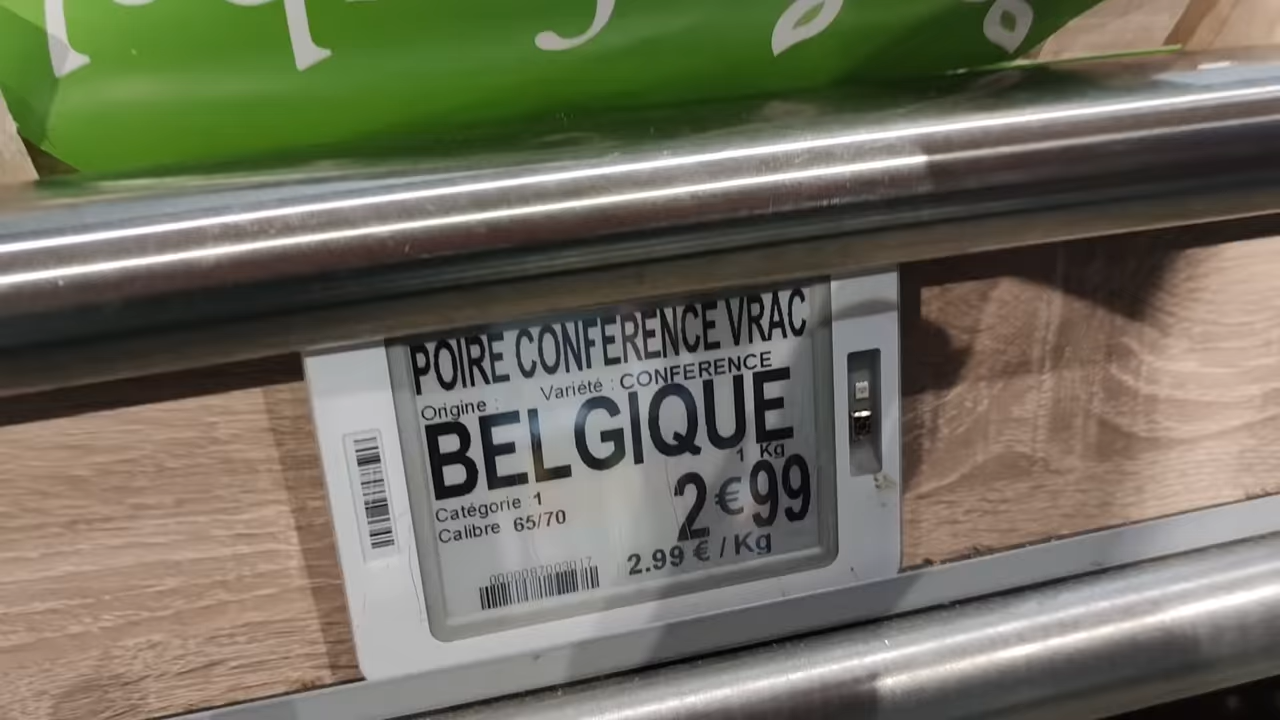 POIRE CONFERENCE VRAC
Variété : CONFERENCE
Origine :
BELGIQUE
1 Kg
2€99
Catégorie 1
Calibre 65/70
2.99 € / Kg